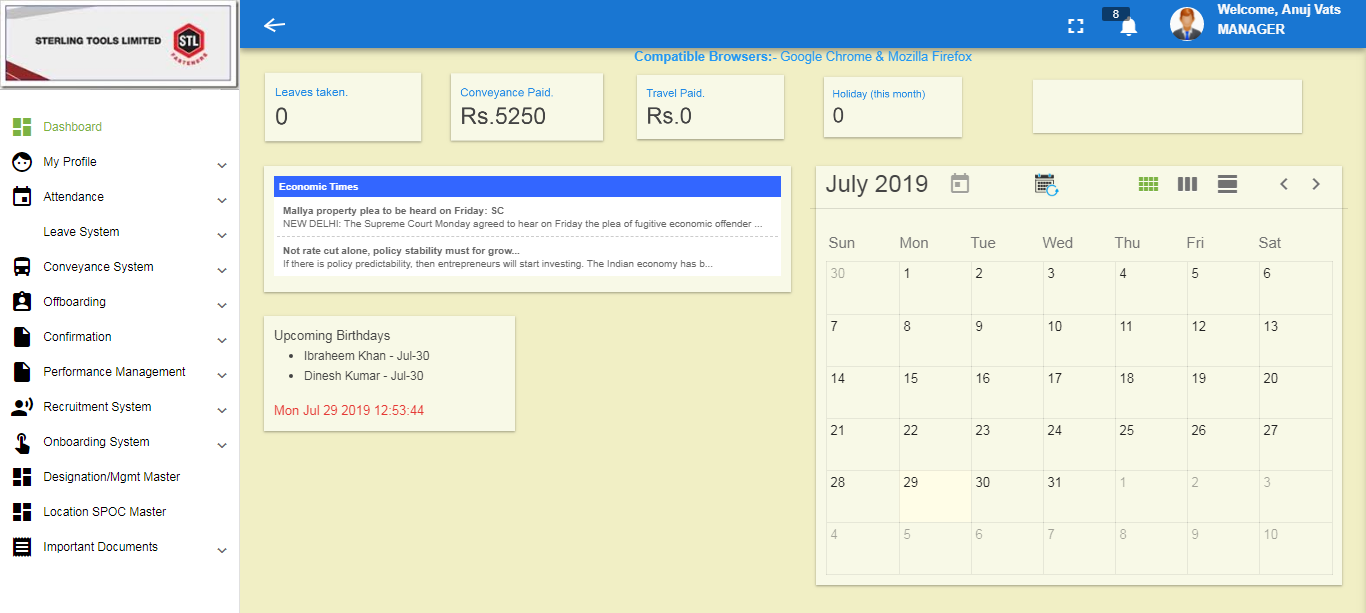 STERLING TOOLS LIMITED
STL
FASTENERS
8
Welcome, Anuj Vats
MANAGER
Dashboard
My Profile
Attendance
Leave System
Conveyance System
Offboarding
Confirmation
Performance Management
Recruitment System
Onboarding System
Designation/Mgmt Master
Location SPOC Master
Important Documents
Compatible Browsers:- Google Chrome & Mozilla Firefox
Leaves taken.
0
Conveyance Paid.
Rs.5250
Travel Paid.
Rs.0
Holiday (this month)
0
Economic Times
Mallya property plea to be heard on Friday: SC
NEW DELHI: The Supreme Court Monday agreed to hear on Friday the plea of fugitive economic offender ...
Not rate cut alone, policy stability must for grow...
If there is policy predictability, then entrepreneurs will start investing. The Indian economy has b...
Upcoming Birthdays
• Ibraheem Khan - Jul-30
• Dinesh Kumar - Jul-30
Mon Jul 29 2019 12:53:44
July 2019
Sun Mon Tue Wed Thu Fri Sat
30 1 2 3 4 5 6
7 8 9 10 11 12 13
14 15 16 17 18 19 20
21 22 23 24 25 26 27
28 29 30 31 1 2 3
4 5 6 7 8 9 10